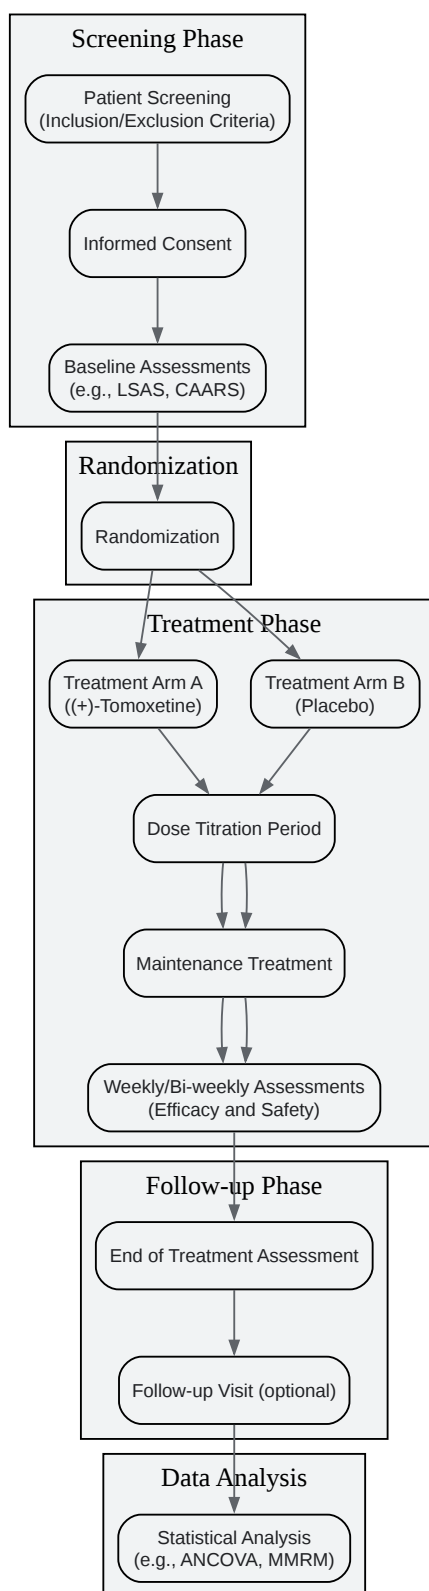 Screening Phase
Patient Screening
(Inclusion/Exclusion Criteria)
Informed Consent
Baseline Assessments
(e.g., LSAS, CAARS)
Randomization
Randomization
Treatment Phase
Treatment Arm A
((+)-Tomoxetine)
Treatment Arm B
(Placebo)
Dose Titration Period
Maintenance Treatment
Weekly/Bi-weekly Assessments
(Efficacy and Safety)
Follow-up Phase
End of Treatment Assessment
Follow-up Visit (optional)
Data Analysis
Statistical Analysis
(e.g., ANCOVA, MMRM)